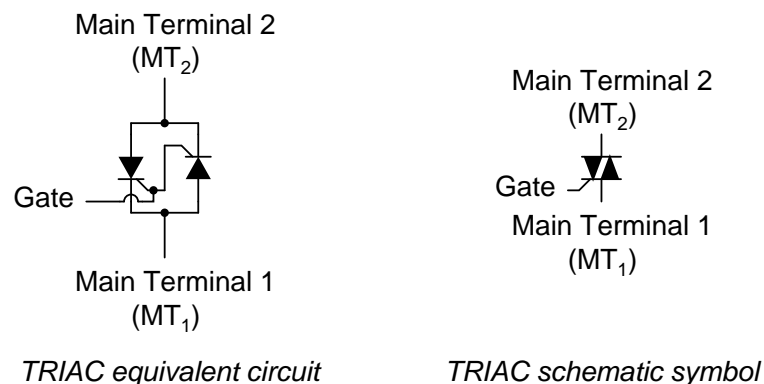 Main Terminal 2
(MT2)
Gate
Main Terminal 1
(MT1)
TRIAC equivalent circuit
Main Terminal 2
(MT2)
Gate
Main Terminal 1
(MT1)
TRIAC schematic symbol